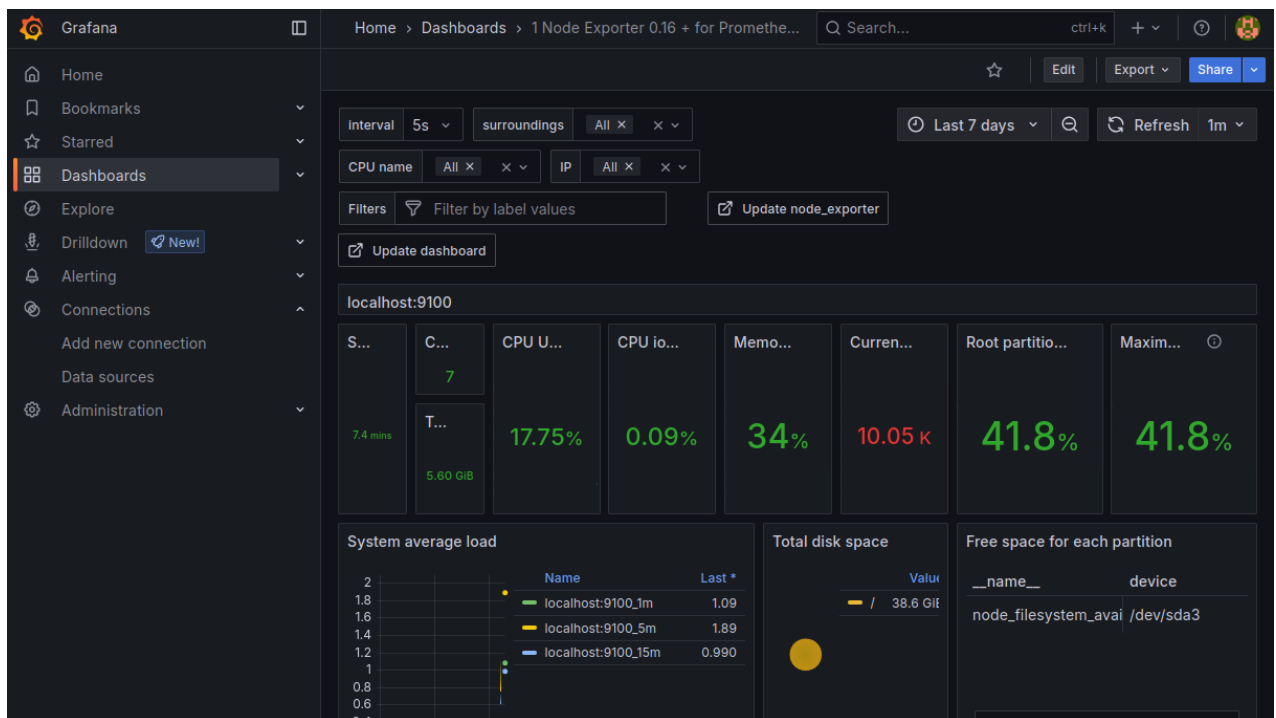 Grafana
Home › Dashboards › 1 Node Exporter 0.16 + for Promethe...
Search...
ctrl+k
Home
Bookmarks
Starred
Dashboards
Explore
Drilldown
New!
Alerting
Connections
Add new connection
Data sources
Administration
Edit
Export
Share
interval 5s
surroundings All
Last 7 days
Refresh 1m
CPU name All
IP All
Filters Filter by label values
Update node_exporter
Update dashboard
localhost:9100
S...
7.4 mins
C...
7
T...
5.60 GiB
CPU U...
17.75%
CPU io...
0.09%
Memo...
34%
Curren...
10.05 K
Root partitio...
41.8%
Maxim...
41.8%
System average load
2
1.8
1.6
1.4
1.2
1
0.8
0.6
Name Last *
localhost:9100_1m 1.09
localhost:9100_5m 1.89
localhost:9100_15m 0.990
Total disk space
Value
/ 38.6 GiB
Free space for each partition
__name__ device
node_filesystem_avai /dev/sda3